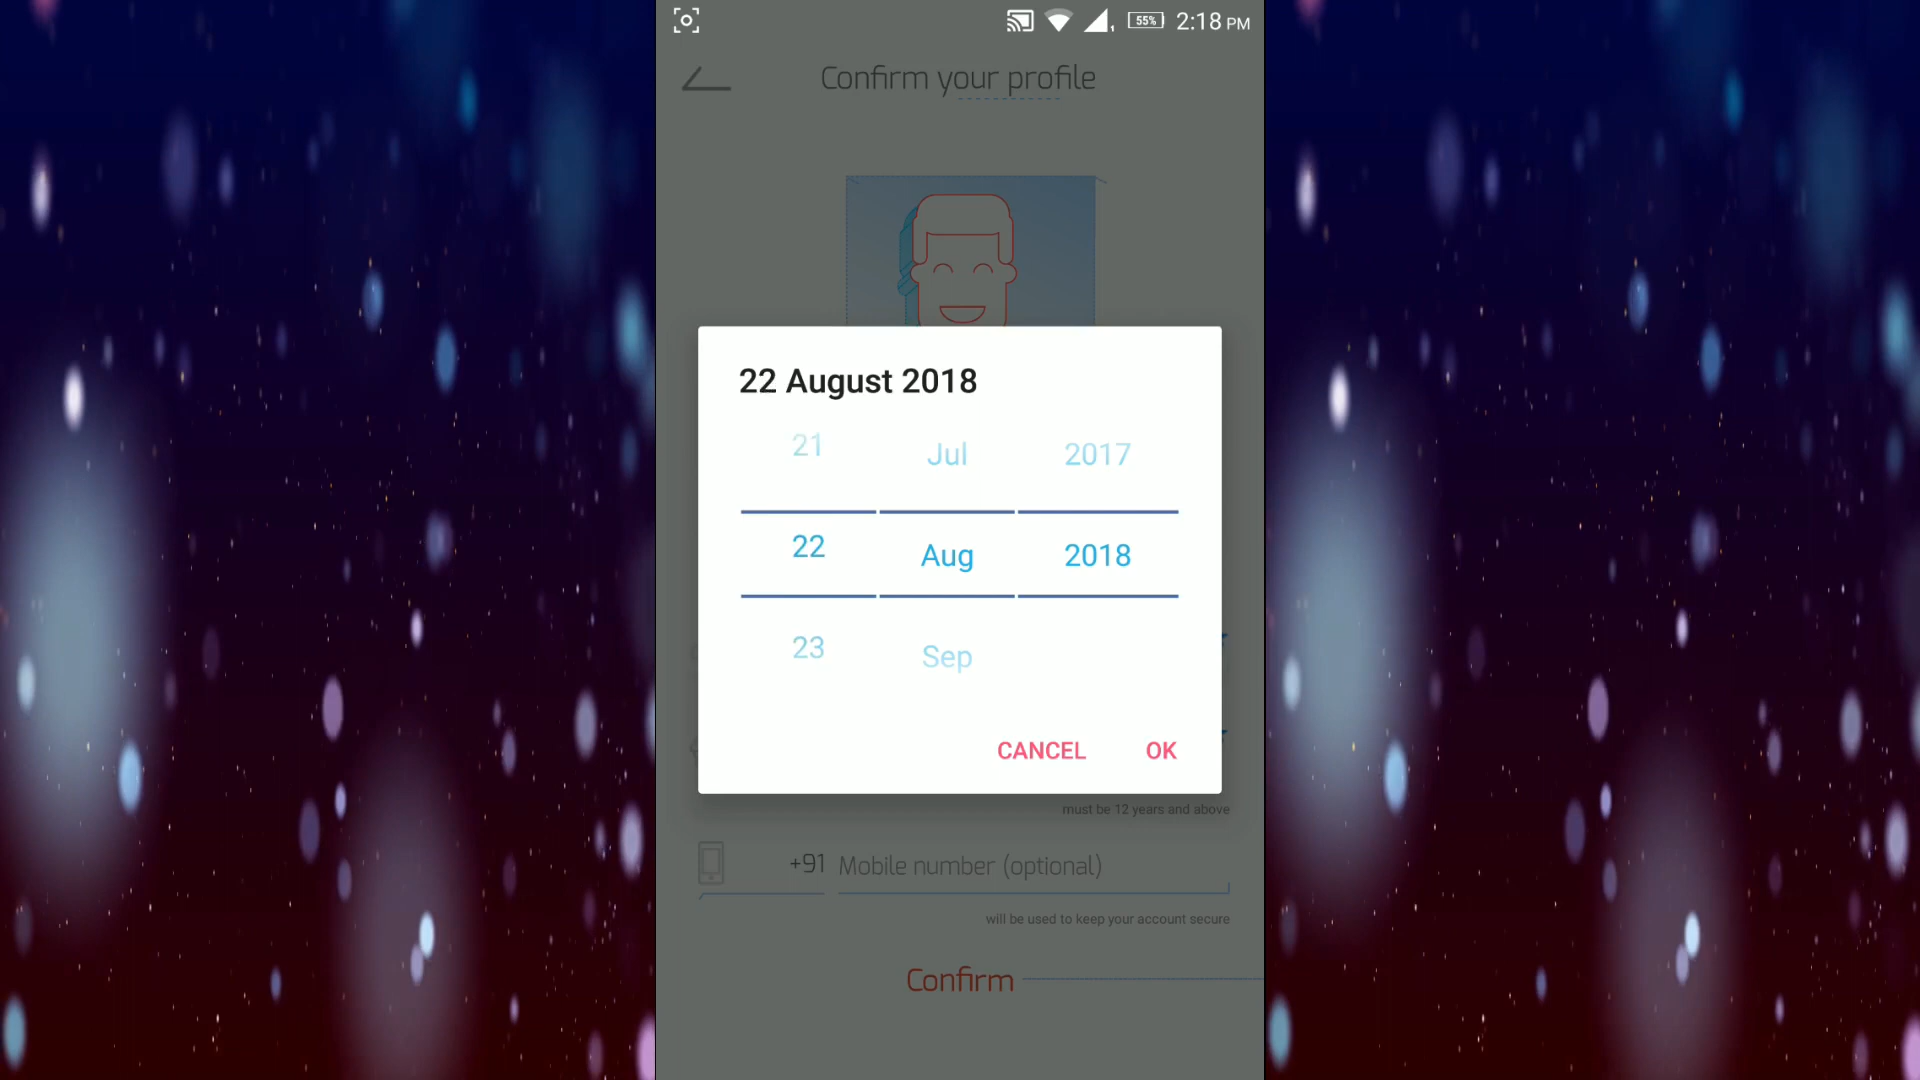 55% 2:18 PM
Confirm your profile
22 August 2018
21 Jul 2017
22 Aug 2018
23 Sep
CANCEL OK
must be 12 years and above
+91 Mobile number (optional)
will be used to keep your account secure
Confirm